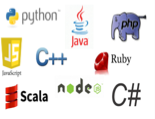 python
Java
php
JS
JavaScript
C++
Ruby
Scala
node
C#